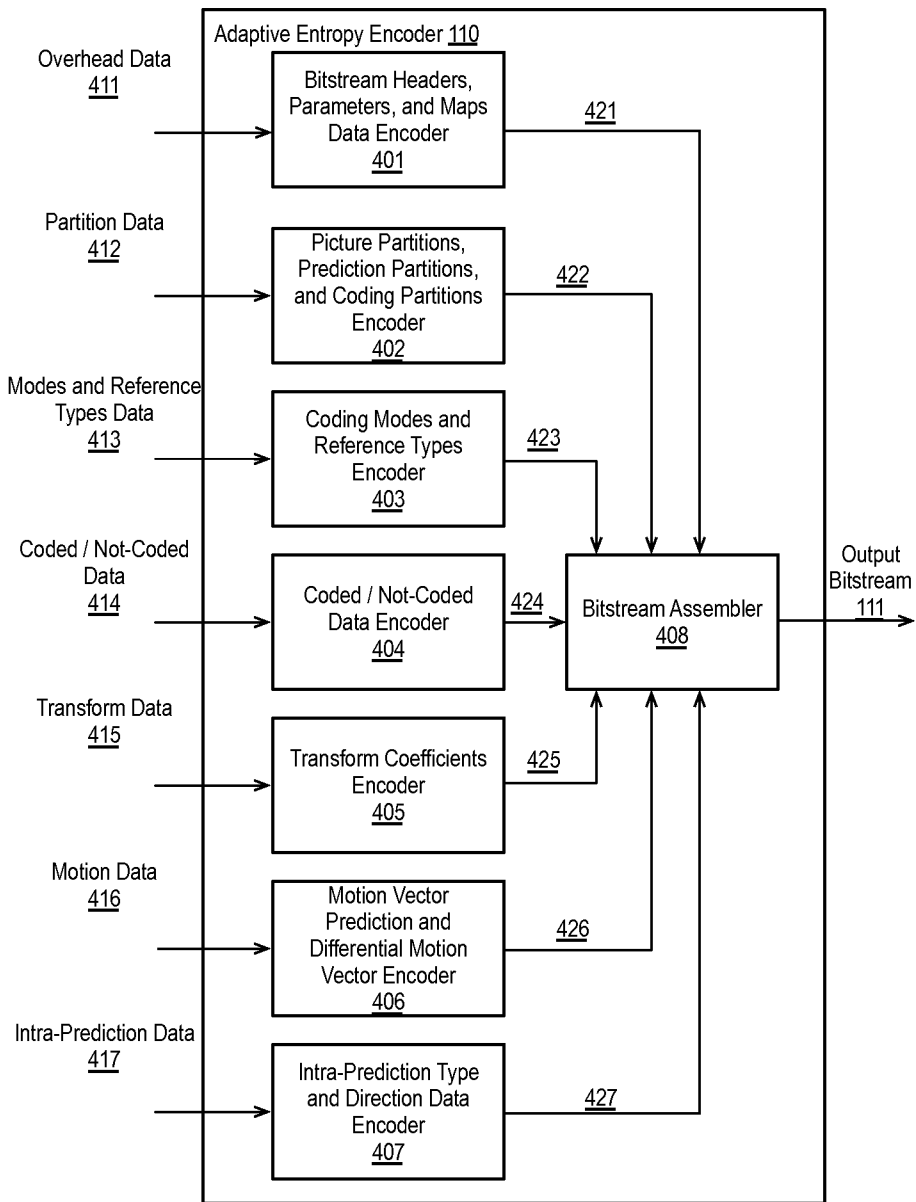 Adaptive Entropy Encoder 110
Overhead Data
411
Bitstream Headers,
Parameters, and Maps
Data Encoder
401
421
Partition Data
412
Picture Partitions,
Prediction Partitions,
and Coding Partitions
Encoder
402
422
Modes and Reference
Types Data
413
Coding Modes and
Reference Types
Encoder
403
423
Coded / Not-Coded
Data
414
Coded / Not-Coded
Data Encoder
404
424
Bitstream Assembler
408
Output
Bitstream
111
Transform Data
415
Transform Coefficients
Encoder
405
425
Motion Data
416
Motion Vector
Prediction and
Differential Motion
Vector Encoder
406
426
Intra-Prediction Data
417
Intra-Prediction Type
and Direction Data
Encoder
407
427